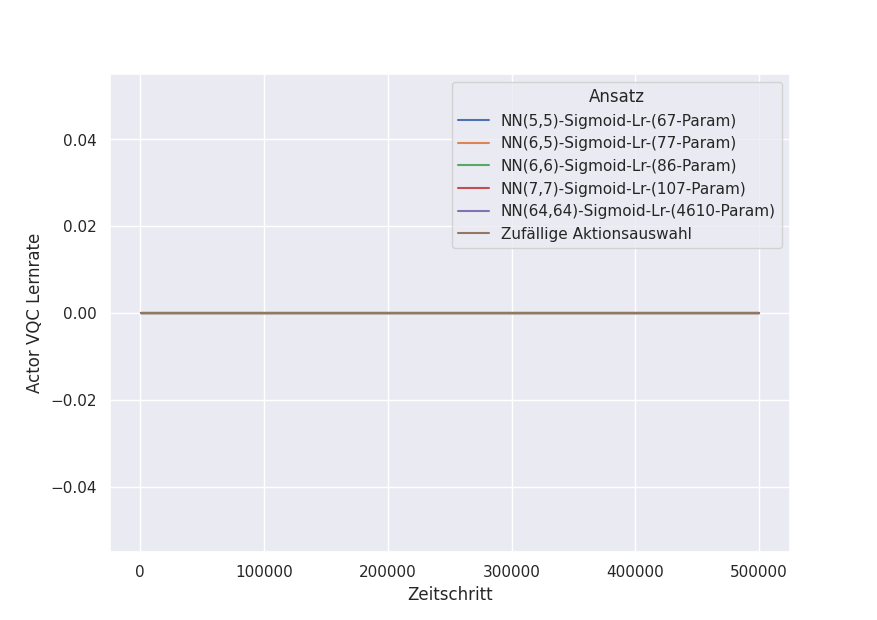 Ansatz
NN(5,5)-Sigmoid-Lr-(67-Param)
NN(6,5)-Sigmoid-Lr-(77-Param)
NN(6,6)-Sigmoid-Lr-(86-Param)
NN(7,7)-Sigmoid-Lr-(107-Param)
NN(64,64)-Sigmoid-Lr-(4610-Param)
Zufällige Aktionsauswahl
Actor VQC Lernrate
0.04
0.02
0.00
−0.02
−0.04
0 100000 200000 300000 400000 500000
Zeitschritt